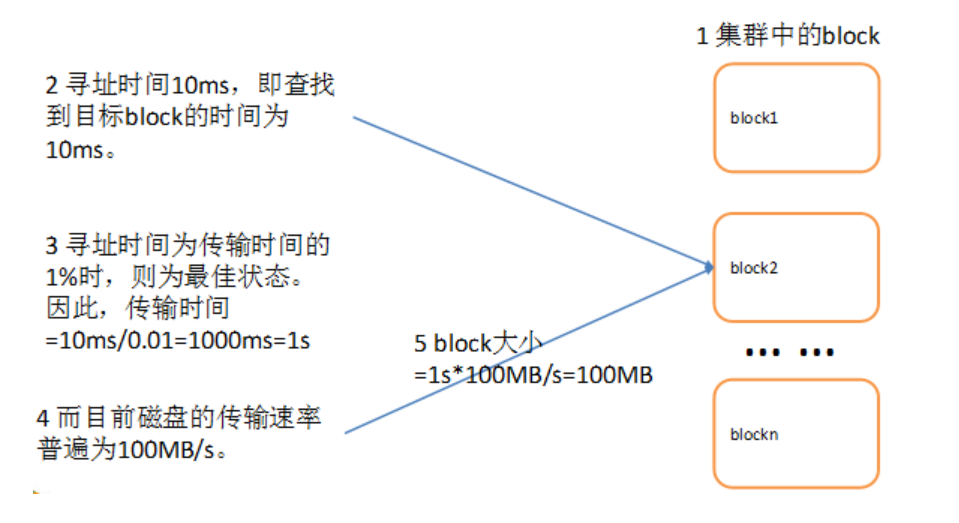 1 集群中的block
2 寻址时间10ms，即查找
到目标block的时间为
10ms。
block1
3 寻址时间为传输时间的
1%时，则为最佳状态。
因此，传输时间
=10ms/0.01=1000ms=1s
block2
... ...
5 block大小
=1s*100MB/s=100MB
4 而目前磁盘的传输速率
普遍为100MB/s。
blockn